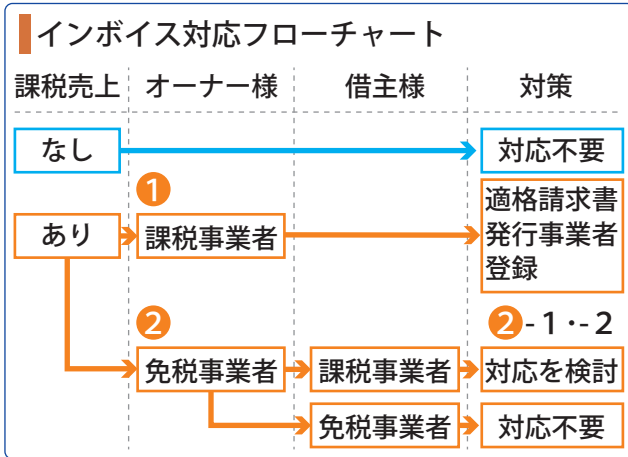 インボイス対応フローチャート
課税売上 オーナー様 借主様 対策
なし 対応不要
❶
あり 課税事業者 適格請求書
発行事業者
登録
❷ ❷-1・-2
免税事業者 課税事業者 対応を検討
免税事業者 対応不要